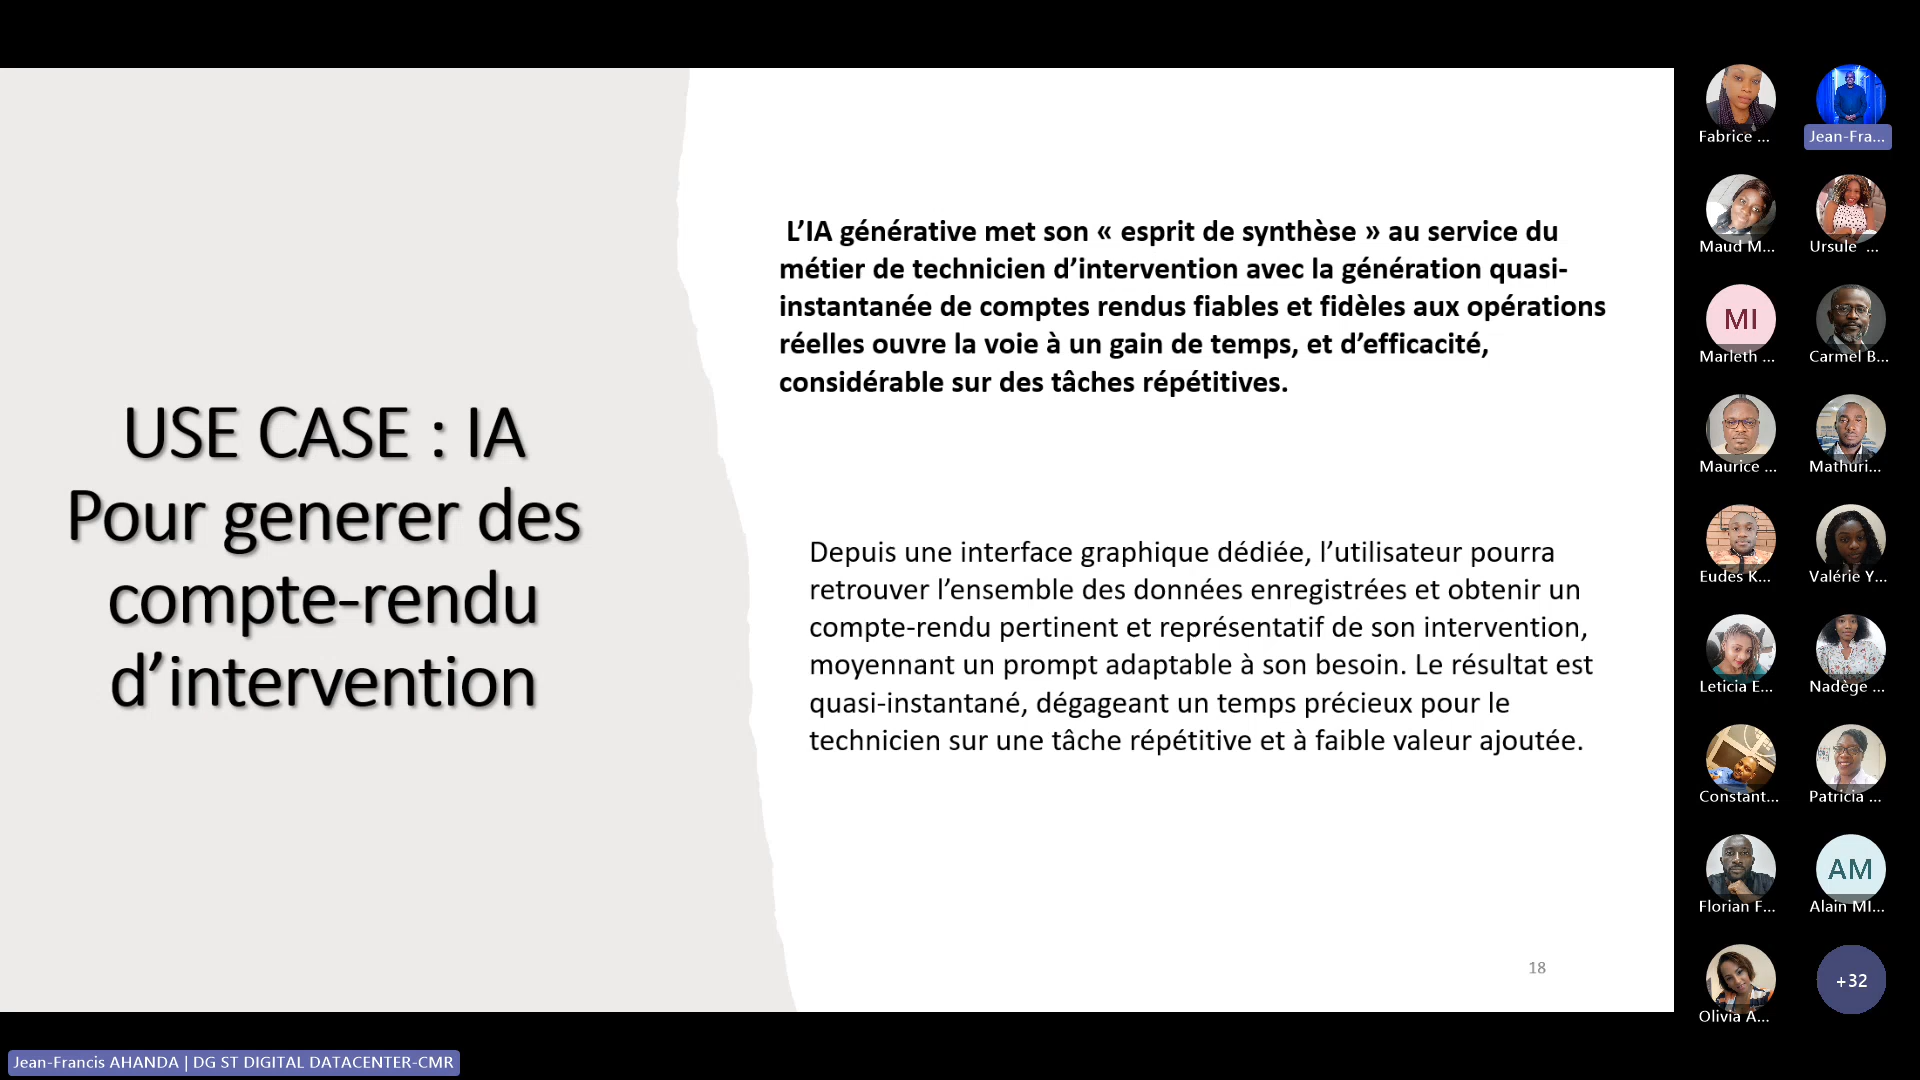 USE CASE : IA
Pour generer des
compte-rendu
d’intervention
L’IA générative met son « esprit de synthèse » au service du
métier de technicien d’intervention avec la génération quasi-
instantanée de comptes rendus fiables et fidèles aux opérations
réelles ouvre la voie à un gain de temps, et d’efficacité,
considérable sur des tâches répétitives.
Depuis une interface graphique dédiée, l’utilisateur pourra
retrouver l’ensemble des données enregistrées et obtenir un
compte-rendu pertinent et représentatif de son intervention,
moyennant un prompt adaptable à son besoin. Le résultat est
quasi-instantané, dégageant un temps précieux pour le
technicien sur une tâche répétitive et à faible valeur ajoutée.
18
Fabrice ...
Jean-Fra...
Maud M...
Ursule ...
MI
Marleth ...
Carmel B...
Maurice ...
Mathuri...
Eudes K...
Valérie Y...
Leticia E...
Nadège ...
Constant...
Patricia ...
Florian F...
AM
Alain MI...
Olivia A...
+32
Jean-Francis AHANDA | DG ST DIGITAL DATACENTER-CMR